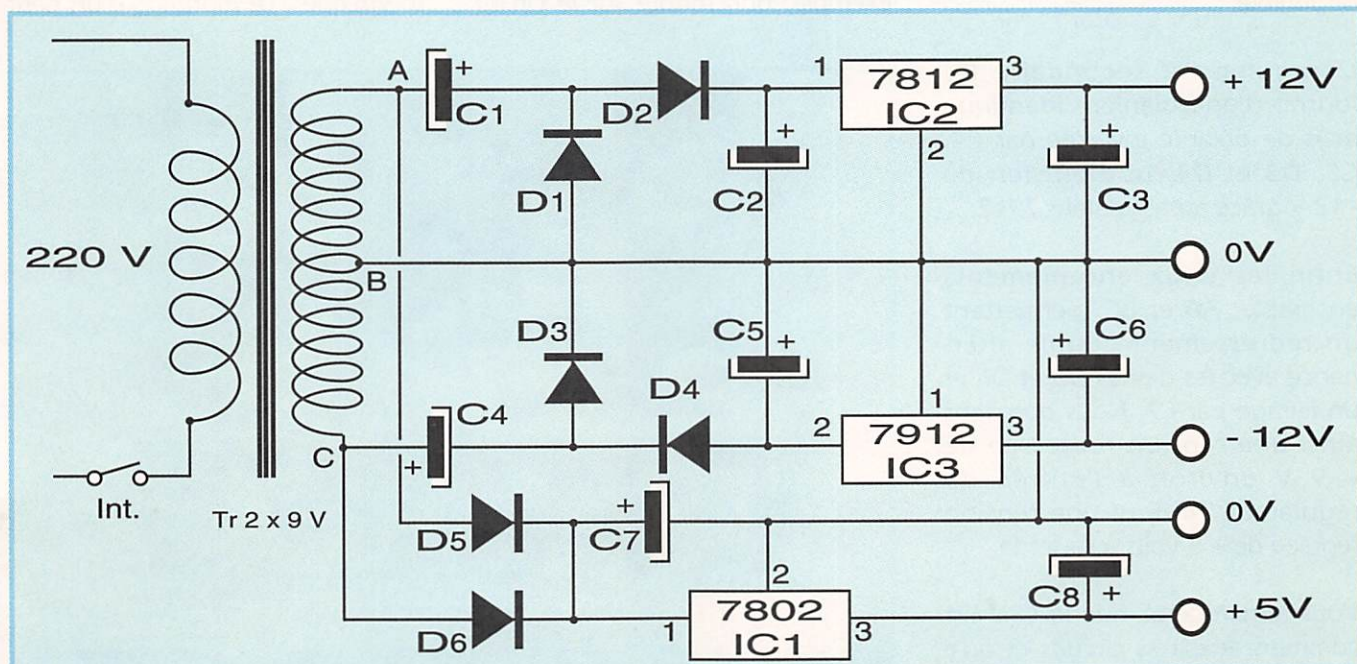 A
+
C1
D2
1
7812
IC2
3
2
+ 12V
D1
+
C2
+
C3
220 V
B
0V
D3
C5
+
C6
+
D4
C4
+
C
2
1
7912
IC3
3
- 12V
Int.
Tr 2 x 9 V
D5
+
C7
0V
2
D6
1
7802
IC1
3
C8
+
+ 5V